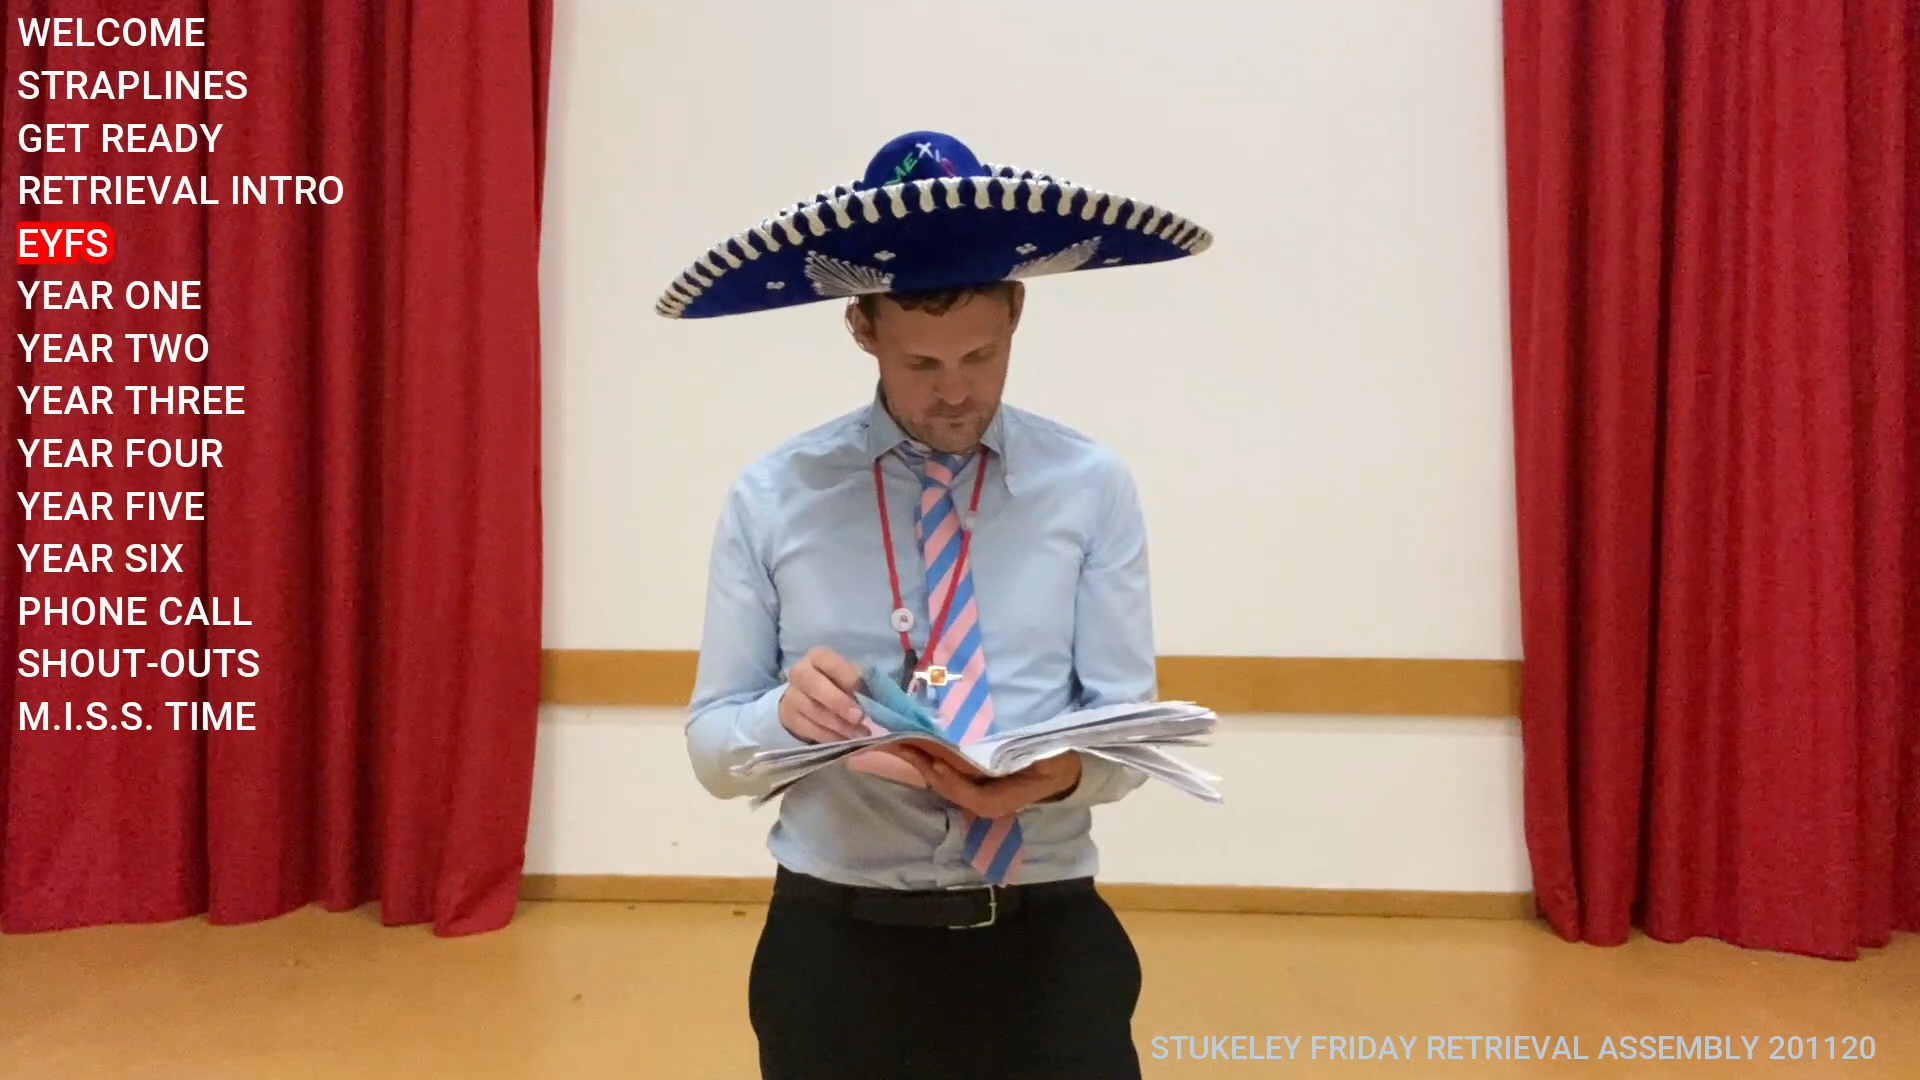 WELCOME
STRAPLINES
GET READY
RETRIEVAL INTRO
EYFS
YEAR ONE
YEAR TWO
YEAR THREE
YEAR FOUR
YEAR FIVE
YEAR SIX
PHONE CALL
SHOUT-OUTS
M.I.S.S. TIME
MEXICO
STUKELEY FRIDAY RETRIEVAL ASSEMBLY 201120